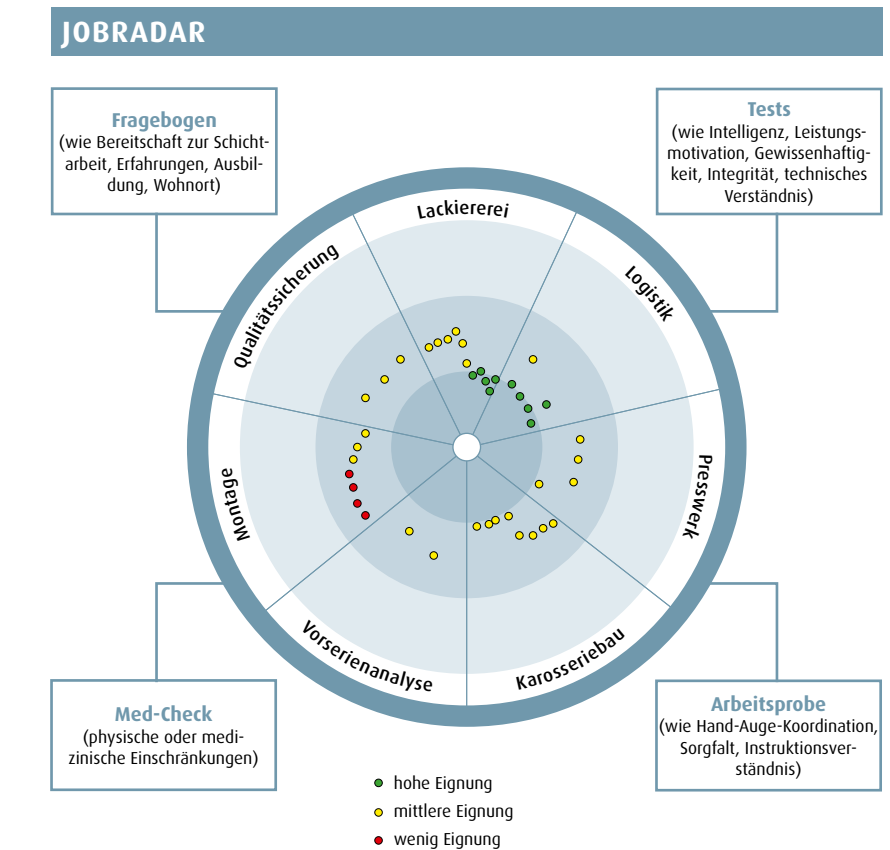 JOBRADAR
Fragebogen
(wie Bereitschaft zur Schicht-
arbeit, Erfahrungen, Ausbil-
dung, Wohnort)
Tests
(wie Intelligenz, Leistungs-
motivation, Gewissenhaftig-
keit, Integrität, technisches
Verständnis)
Lackiererei
Logistik
Qualitätssicherung
Presswerk
Montage
Karosseriebau
Vorserienanalyse
Med-Check
(physische oder medi-
zinische Einschränkungen)
Arbeitsprobe
(wie Hand-Auge-Koordination,
Sorgfalt, Instruktionsver-
ständnis)
hohe Eignung
mittlere Eignung
wenig Eignung